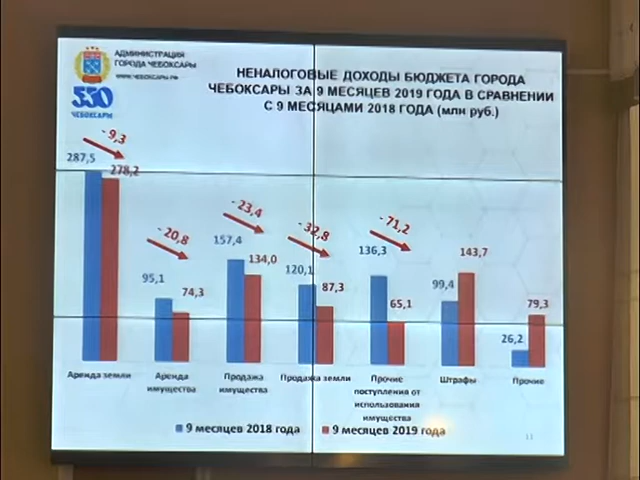 АДМИНИСТРАЦИЯ
ГОРОДА ЧЕБОКСАРЫ
WWW.ЧЕБОКСАРЫ.РФ
550
ЧЕБОКСАРЫ
НЕНАЛОГОВЫЕ ДОХОДЫ БЮДЖЕТА ГОРОДА
ЧЕБОКСАРЫ ЗА 9 МЕСЯЦЕВ 2019 ГОДА В СРАВНЕНИИ
С 9 МЕСЯЦАМИ 2018 ГОДА (млн руб.)
- 9,3
287,5
278,2
- 20,8
95,1
74,3
- 23,4
157,4
134,0
- 32,8
120,1
87,3
- 71,2
136,3
65,1
99,4
143,7
26,2
79,3
Аренда земли
Аренда
имущества
Продажа
имущества
Продажа земли
Прочие
поступления от
использования
имущества
Штрафы
Прочие
9 месяцев 2018 года
9 месяцев 2019 года
11